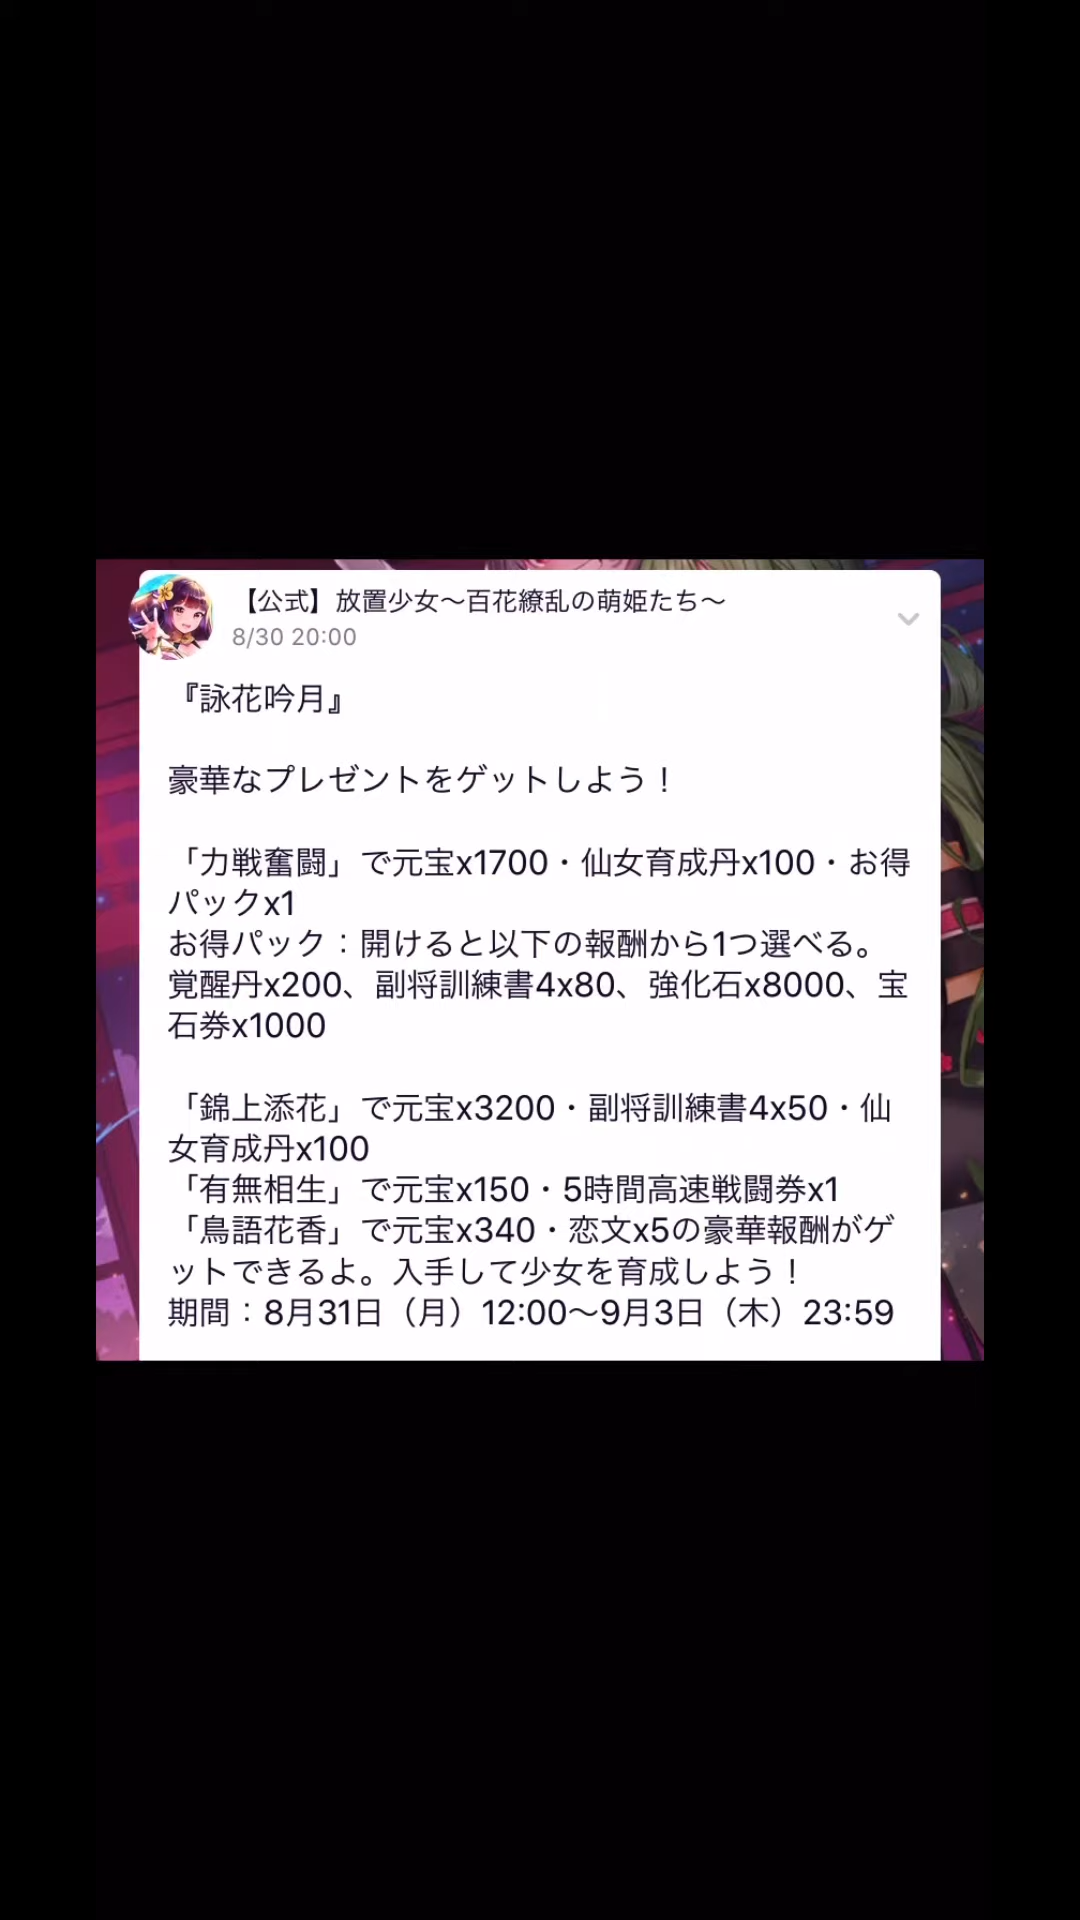 【公式】放置少女〜百花繚乱の萌姫たち〜
8/30 20:00
『詠花吟月』
豪華なプレゼントをゲットしよう！
「力戦奮闘」で元宝x1700・仙女育成丹x100・お得
パックx1
お得パック：開けると以下の報酬から1つ選べる。
覚醒丹x200、副将訓練書4x80、強化石x8000、宝
石券x1000
「錦上添花」で元宝x3200・副将訓練書4x50・仙
女育成丹x100
「有無相生」で元宝x150・5時間高速戦闘券x1
「鳥語花香」で元宝x340・恋文x5の豪華報酬がゲ
ットできるよ。入手して少女を育成しよう！
期間：8月31日（月）12:00〜9月3日（木）23:59